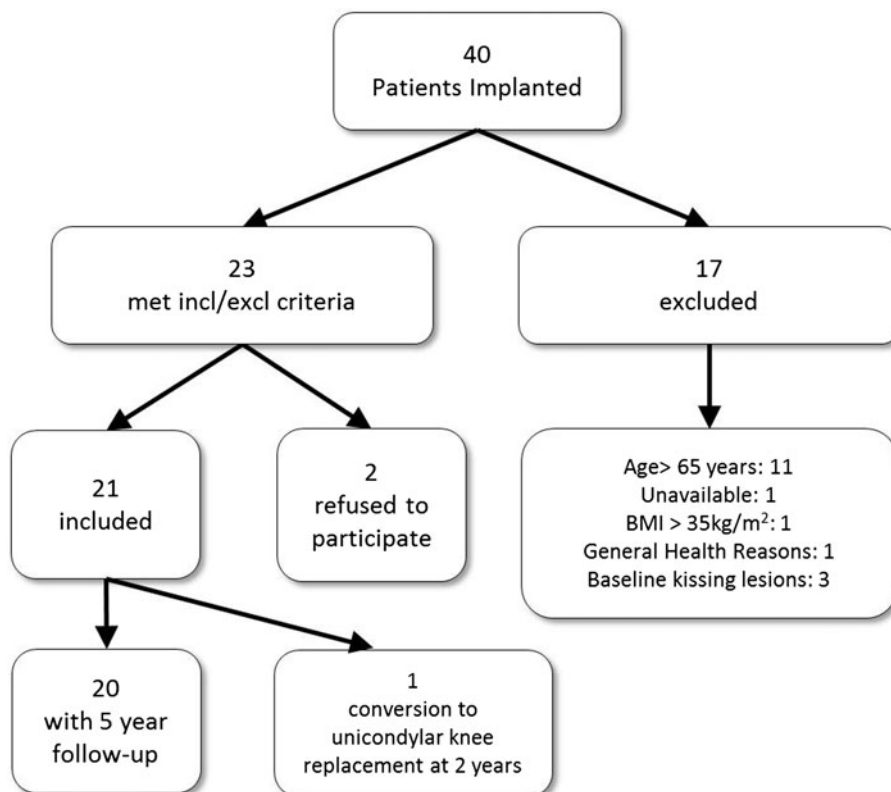 40
Patients Implanted
23
met incl/excl criteria
17
excluded
21
included
2
refused to
participate
Age> 65 years: 11
Unavailable: 1
BMI > 35kg/m²: 1
General Health Reasons: 1
Baseline kissing lesions: 3
20
with 5 year
follow-up
1
conversion to
unicondylar knee
replacement at 2 years